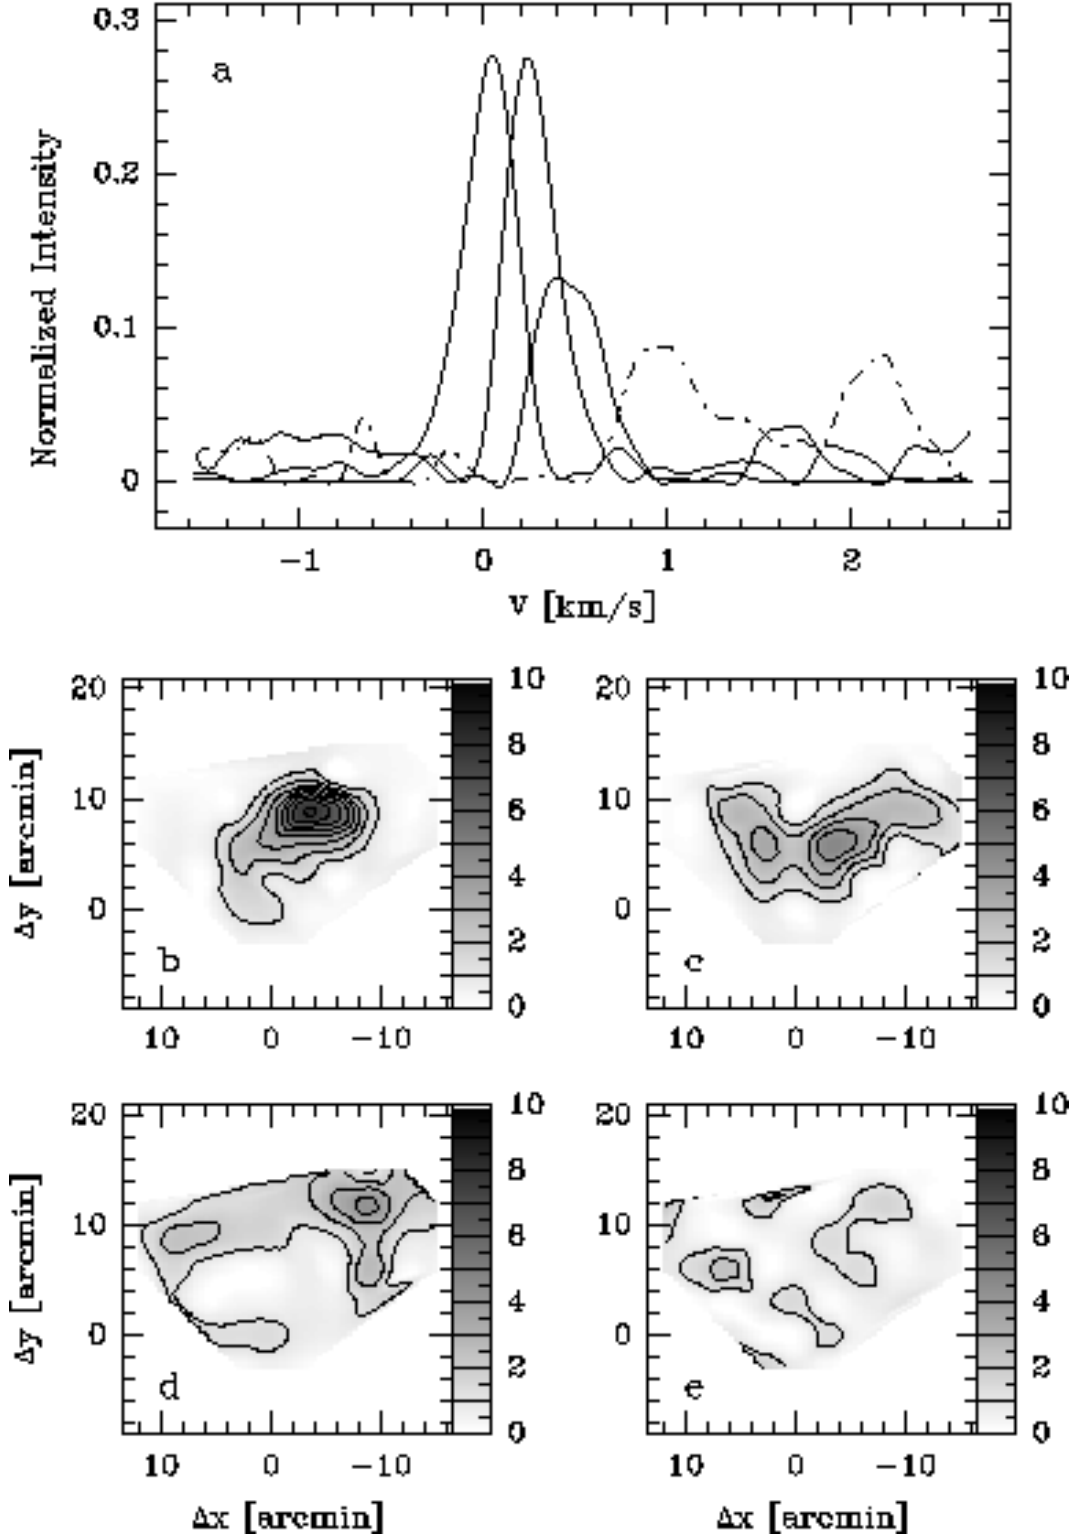 0.3
a
0.2
Normalized Intensity
0.1
0
−1 0 1 2
v [km/s]
20 10 20 10
8 8
10 6 10 6
Δy [arcmin]
4 4
0 2 0 2
b c
0 0
10 0 −10 10 0 −10
20 10 20 10
8 8
10 6 10 6
Δy [arcmin]
4 4
0 2 0 2
d e
0 0
10 0 −10 10 0 −10
Δx [arcmin] Δx [arcmin]